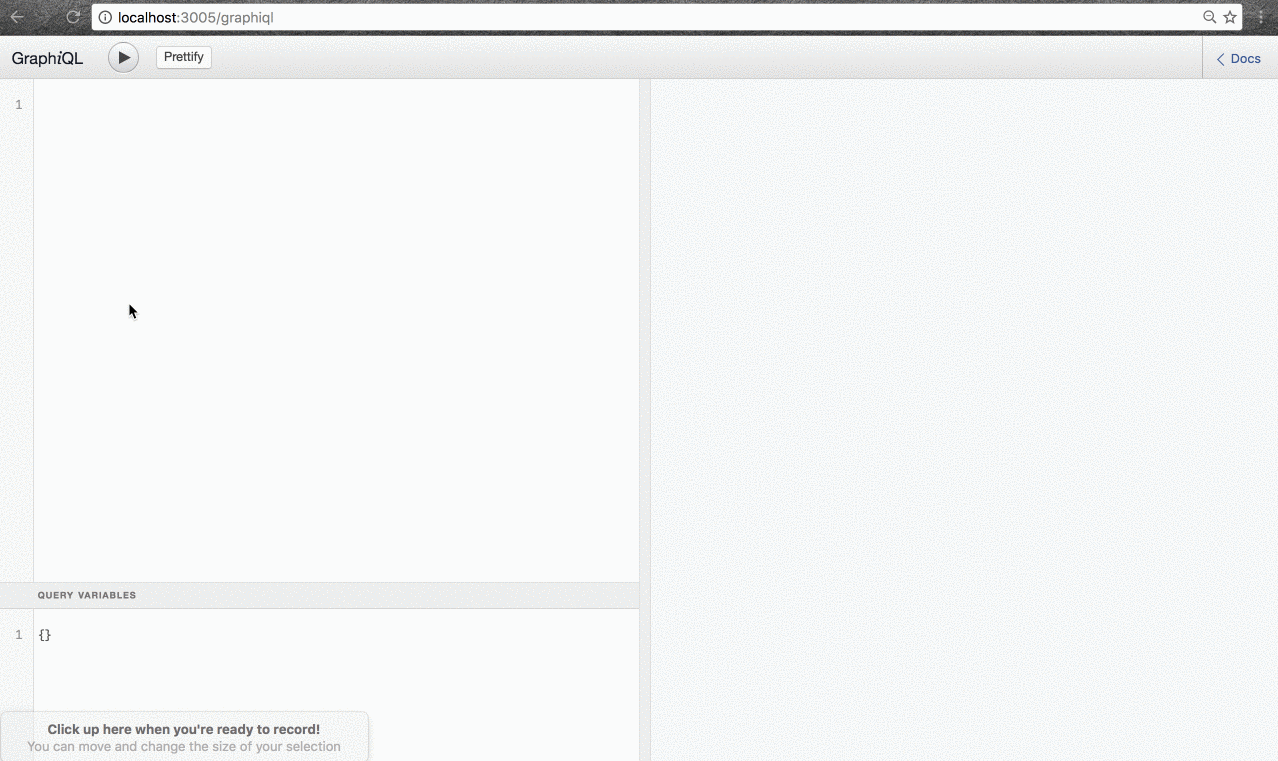 localhost:3005/graphiql
GraphiQL
Prettify
Docs
1
QUERY VARIABLES
1 {}
Click up here when you're ready to record!
You can move and change the size of your selection